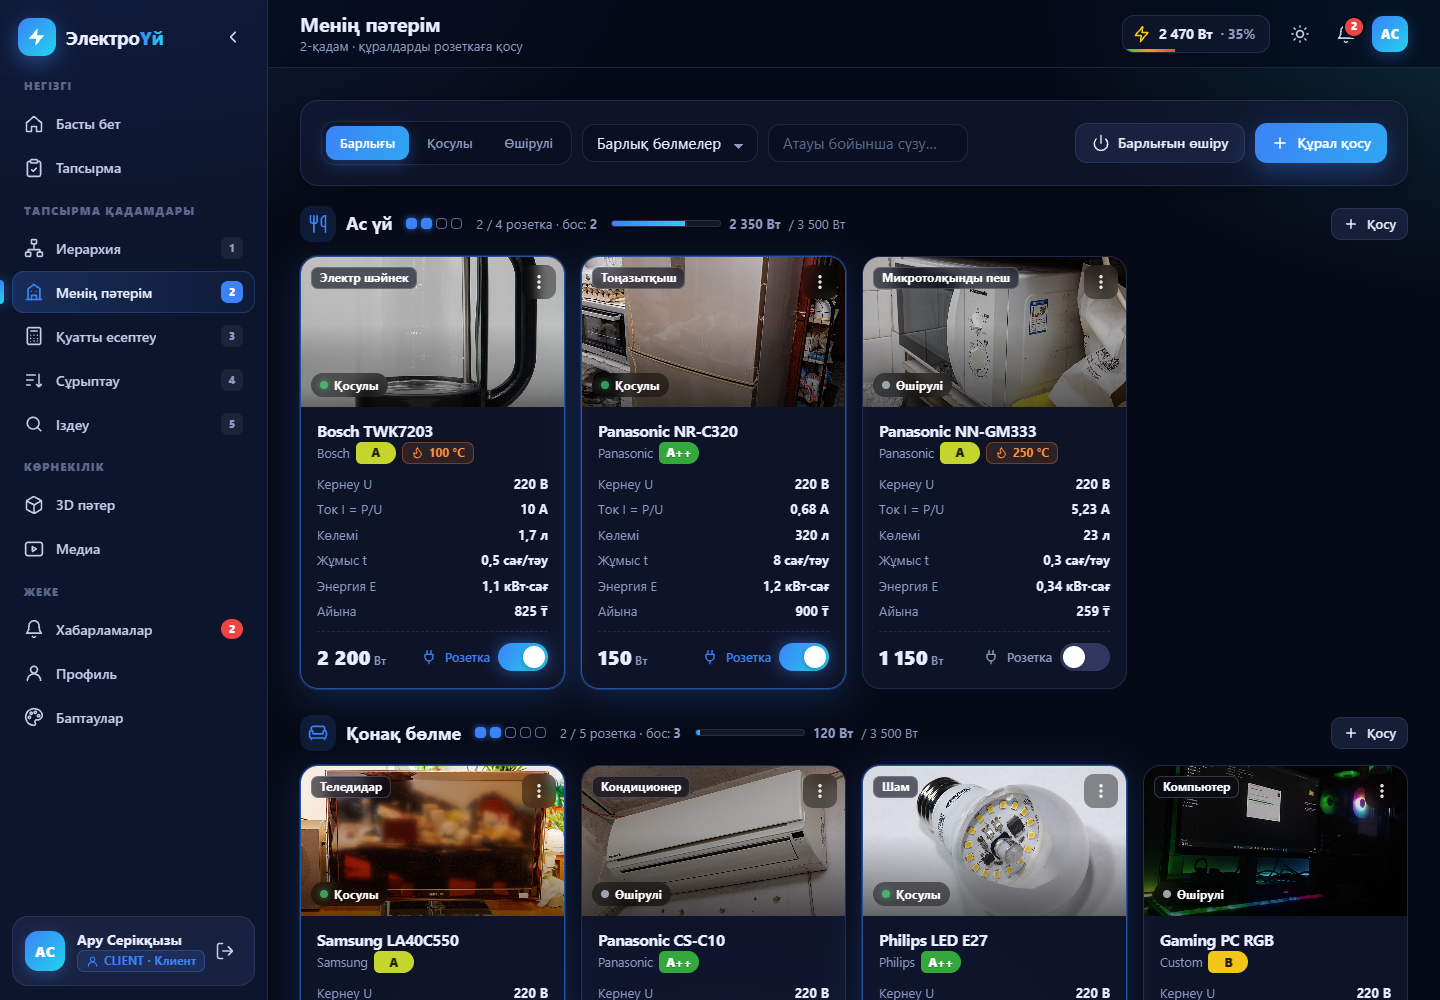 ЭлектроҮй
НЕГІЗГІ
Басты бет
Тапсырма
ТАПСЫРМА ҚАДАМДАРЫ
Иерархия 1
Менің пәтерім 2
Қуатты есептеу 3
Сұрыптау 4
Іздеу 5
КӨРНЕКІЛІК
3D пәтер
Медиа
ЖЕКЕ
Хабарламалар 2
Профиль
Баптаулар
АС
Ару Серікқызы
CLIENT · Клиент
Менің пәтерім
2-қадам · құралдарды розеткаға қосу
2 470 Вт · 35%
2
АС
Барлығы Қосулы Өшірулі
Барлық бөлмелер
Атауы бойынша сүзу...
Барлығын өшіру
Құрал қосу
Ас үй 2 / 4 розетка · бос: 2 2 350 Вт / 3 500 Вт
Қосу
Электр шәйнек
Қосулы
Bosch TWK7203
Bosch A 100 °C
Кернеу U 220 В
Ток I = P/U 10 А
Көлемі 1,7 л
Жұмыс t 0,5 сағ/тәу
Энергия E 1,1 кВт·сағ
Айына 825 ₸
2 200 Вт Розетка
Тоңазытқыш
Қосулы
Panasonic NR-C320
Panasonic A++
Кернеу U 220 В
Ток I = P/U 0,68 А
Көлемі 320 л
Жұмыс t 8 сағ/тәу
Энергия E 1,2 кВт·сағ
Айына 900 ₸
150 Вт Розетка
Микротолқынды пеш
Өшірулі
Panasonic NN-GM333
Panasonic A 250 °C
Кернеу U 220 В
Ток I = P/U 5,23 А
Көлемі 23 л
Жұмыс t 0,3 сағ/тәу
Энергия E 0,34 кВт·сағ
Айына 259 ₸
1 150 Вт Розетка
Қонақ бөлме 2 / 5 розетка · бос: 3 120 Вт / 3 500 Вт
Қосу
Теледидар
Қосулы
Samsung LA40C550
Samsung A
Кернеу U 220 В
Кондиционер
Өшірулі
Panasonic CS-C10
Panasonic A++
Кернеу U 220 В
Шам
Қосулы
Philips LED E27
Philips A++
Кернеу U 220 В
Компьютер
Өшірулі
Gaming PC RGB
Custom B
Кернеу U 220 В